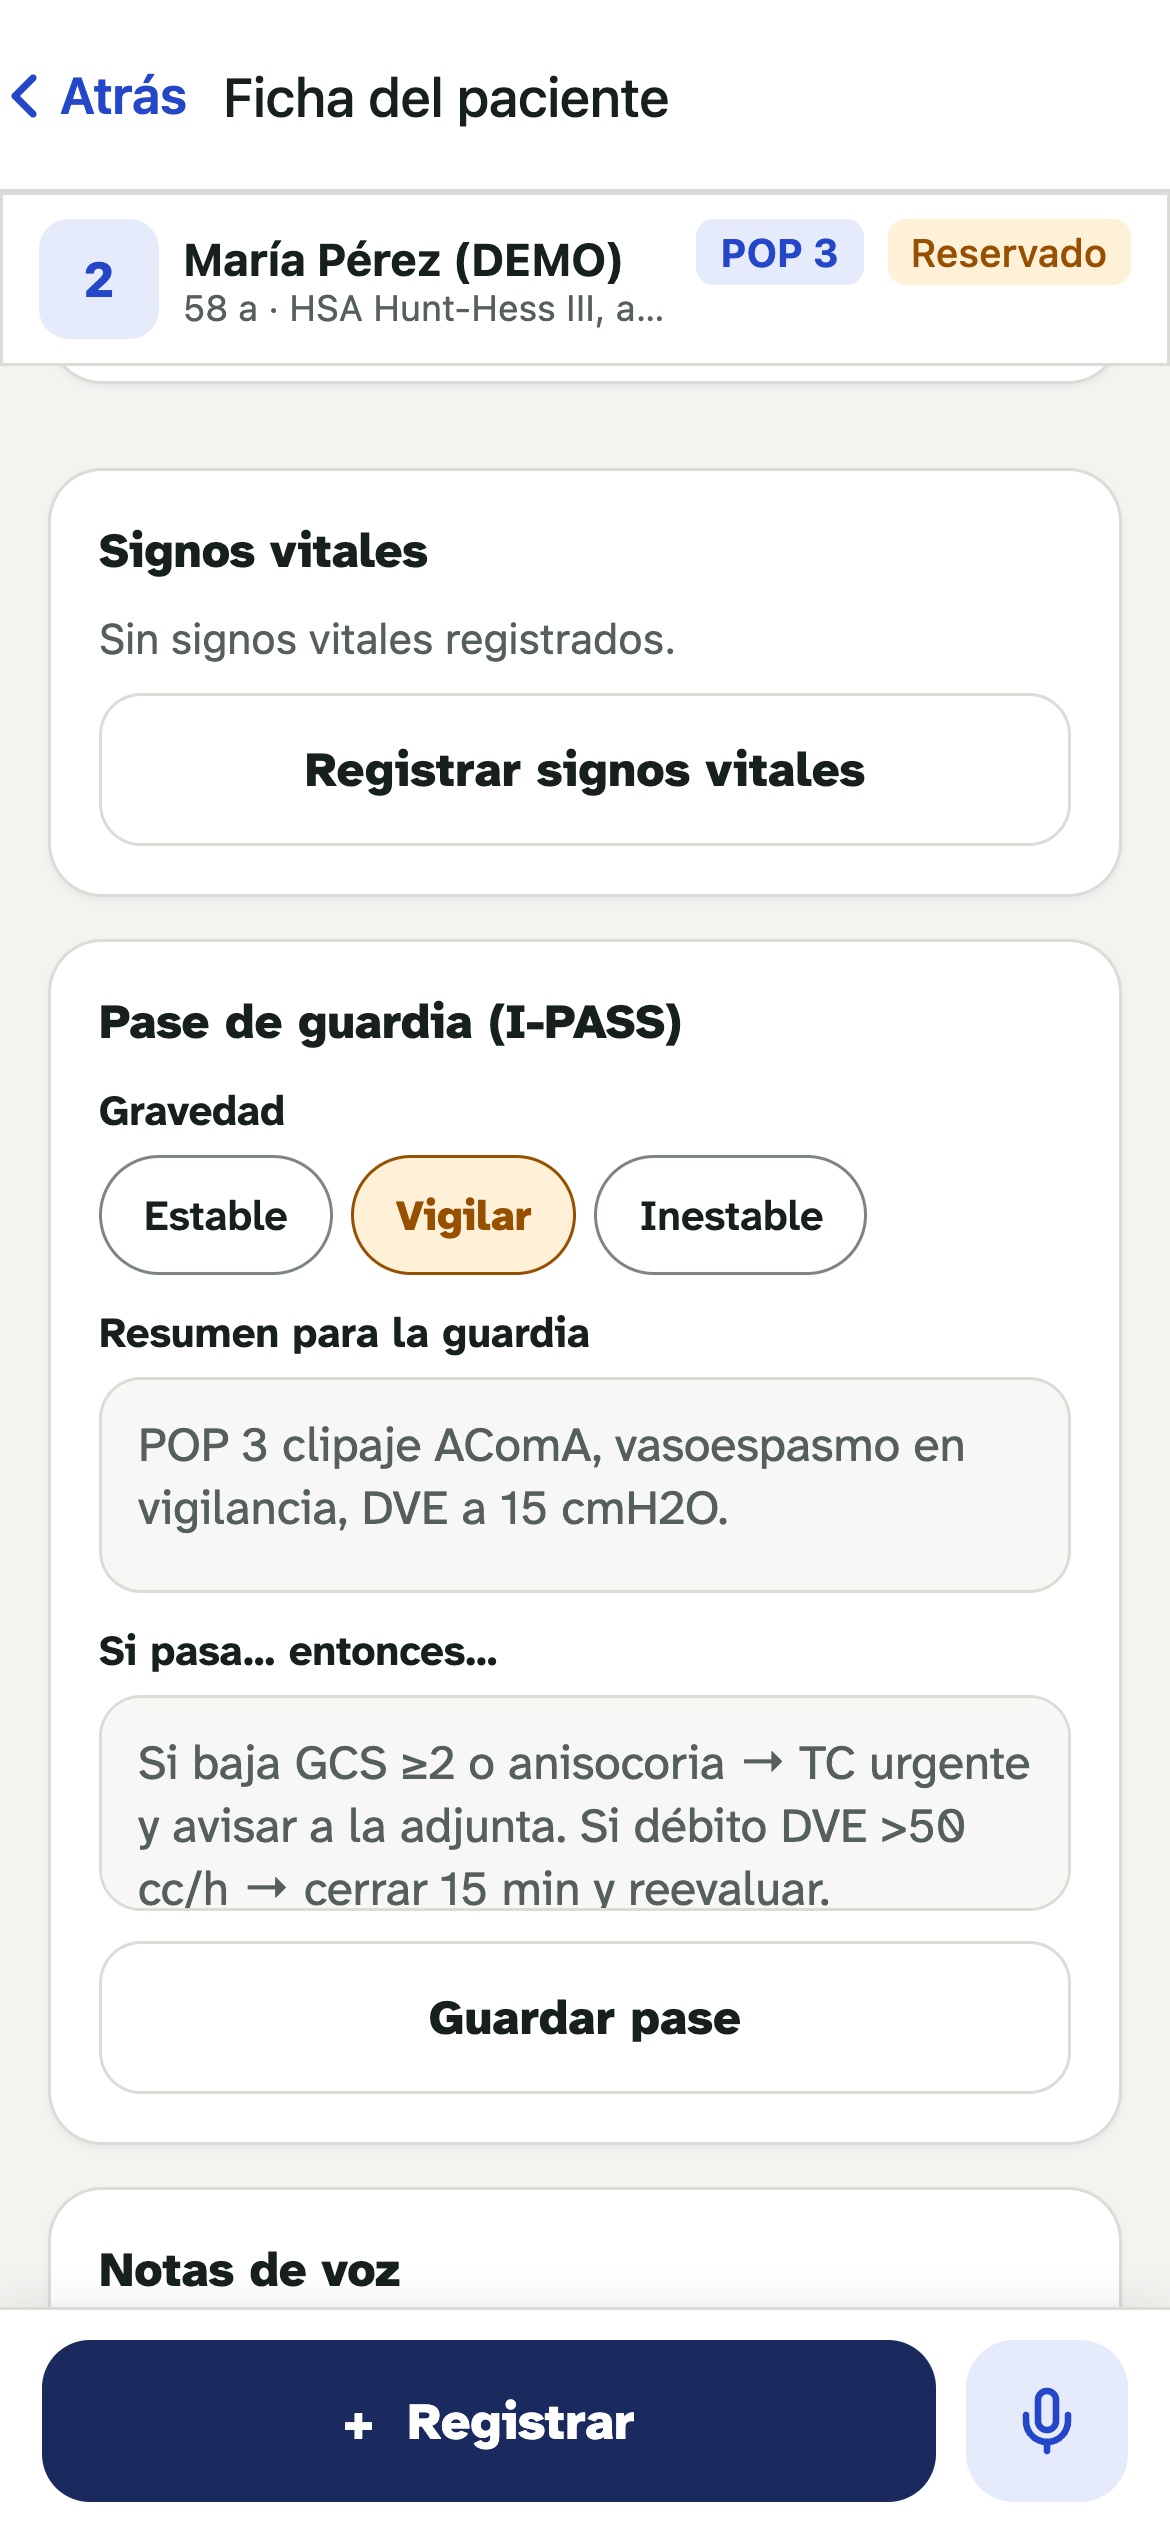 Atrás Ficha del paciente
2
María Pérez (DEMO)
58 a · HSA Hunt-Hess III, a...
POP 3
Reservado
Signos vitales
Sin signos vitales registrados.
Registrar signos vitales
Pase de guardia (I-PASS)
Gravedad
Estable Vigilar Inestable
Resumen para la guardia
POP 3 clipaje AComA, vasoespasmo en
vigilancia, DVE a 15 cmH2O.
Si pasa... entonces...
Si baja GCS ≥2 o anisocoria → TC urgente
y avisar a la adjunta. Si débito DVE >50
cc/h → cerrar 15 min y reevaluar.
Guardar pase
Notas de voz
+ Registrar